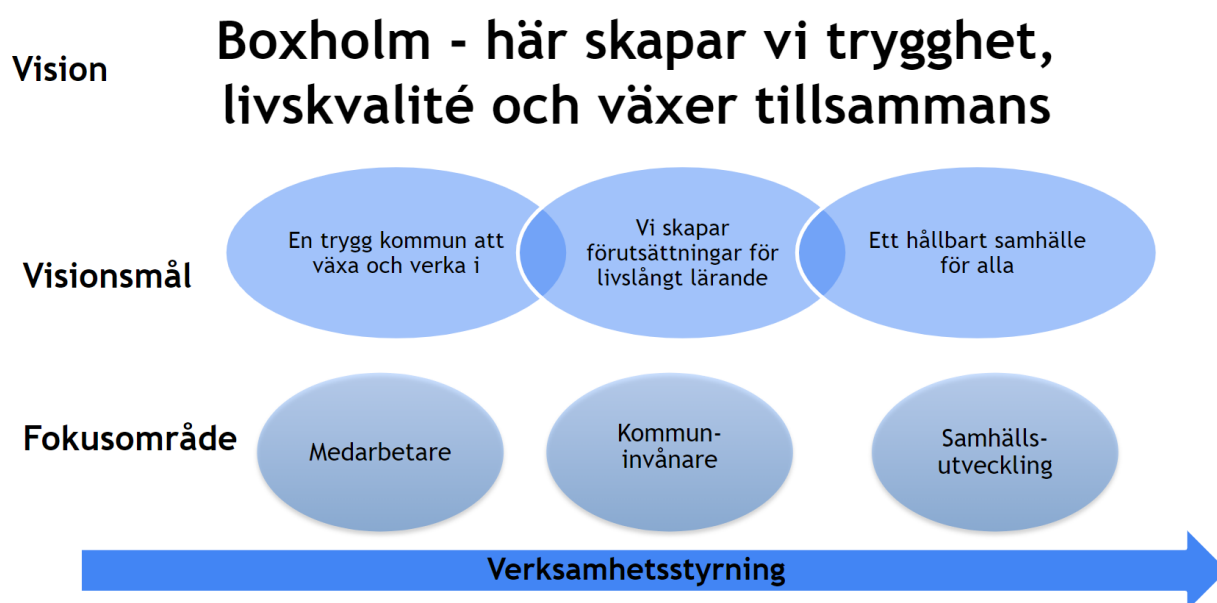 Vision
Boxholm - här skapar vi trygghet,
livskvalité och växer tillsammans
Visionsmål
En trygg kommun att
växa och verka i
Vi skapar
förutsättningar för
livslångt lärande
Ett hållbart samhälle
för alla
Fokusområde
Medarbetare
Kommun-
invånare
Samhälls-
utveckling
Verksamhetsstyrning